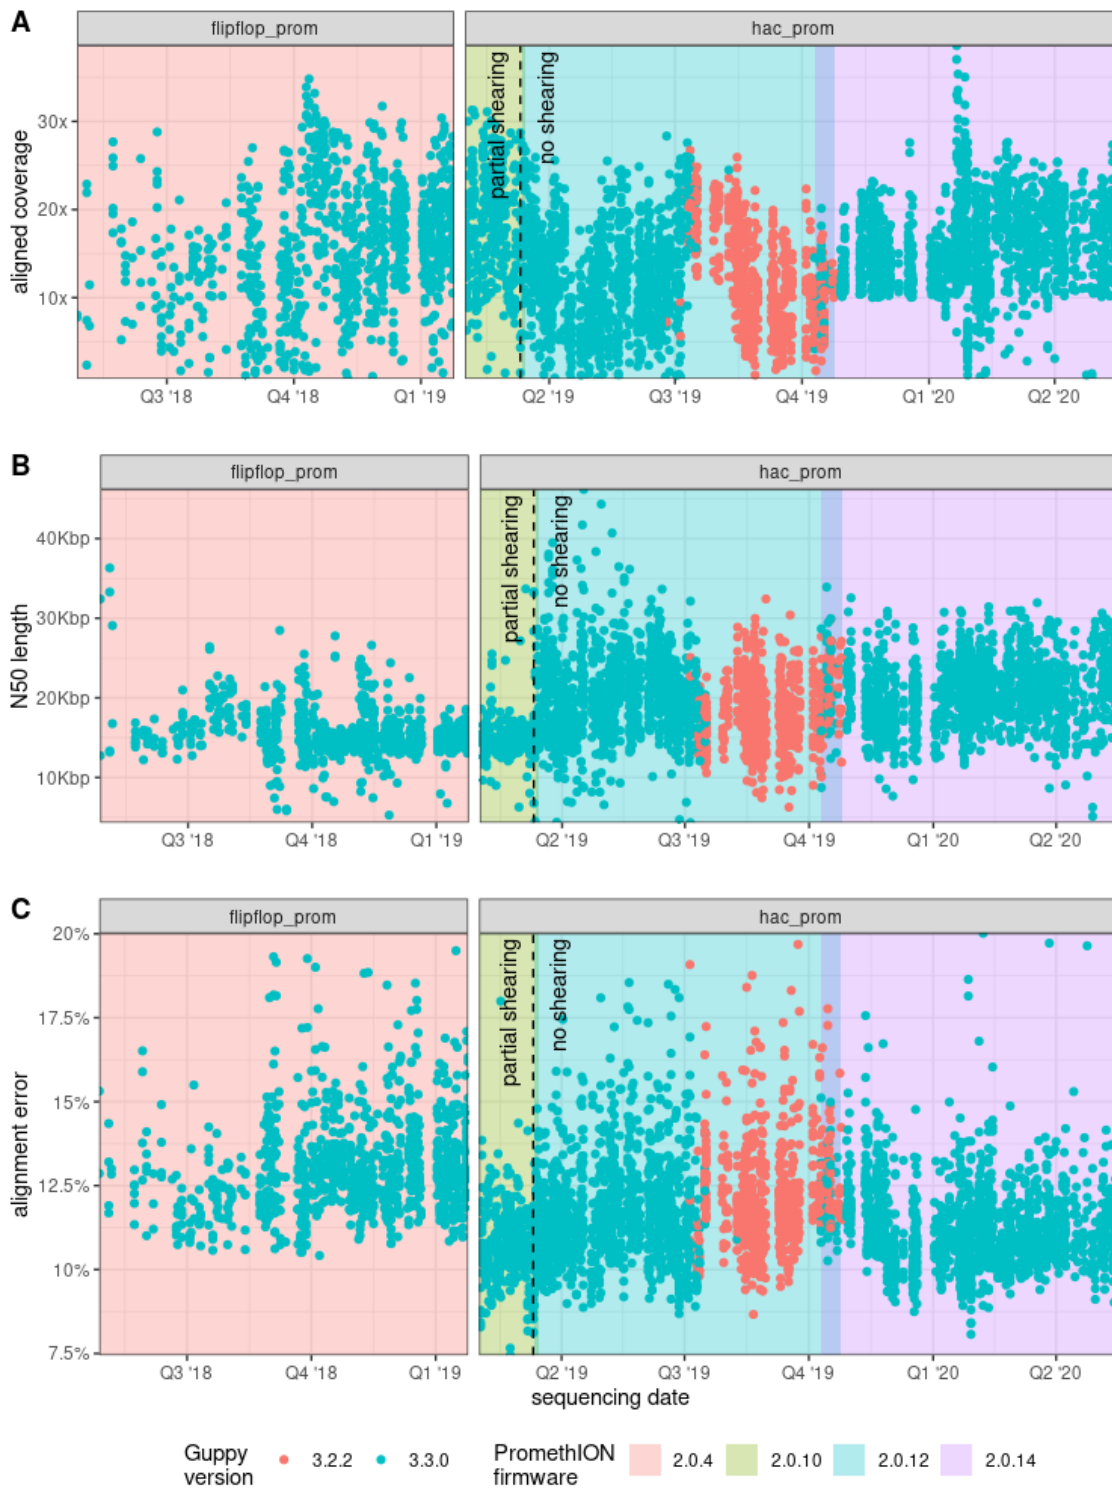 A
flipflop_prom
hac_prom
partial shearing
no shearing
aligned coverage
30x
20x
10x
Q3 '18
Q4 '18
Q1 '19
Q2 '19
Q3 '19
Q4 '19
Q1 '20
Q2 '20
B
flipflop_prom
hac_prom
partial shearing
no shearing
N50 length
40Kbp
30Kbp
20Kbp
10Kbp
Q3 '18
Q4 '18
Q1 '19
Q2 '19
Q3 '19
Q4 '19
Q1 '20
Q2 '20
C
flipflop_prom
hac_prom
partial shearing
no shearing
alignment error
20%
17.5%
15%
12.5%
10%
7.5%
Q3 '18
Q4 '18
Q1 '19
Q2 '19
Q3 '19
Q4 '19
Q1 '20
Q2 '20
sequencing date
Guppy
version
3.2.2
3.3.0
PromethION
firmware
2.0.4
2.0.10
2.0.12
2.0.14